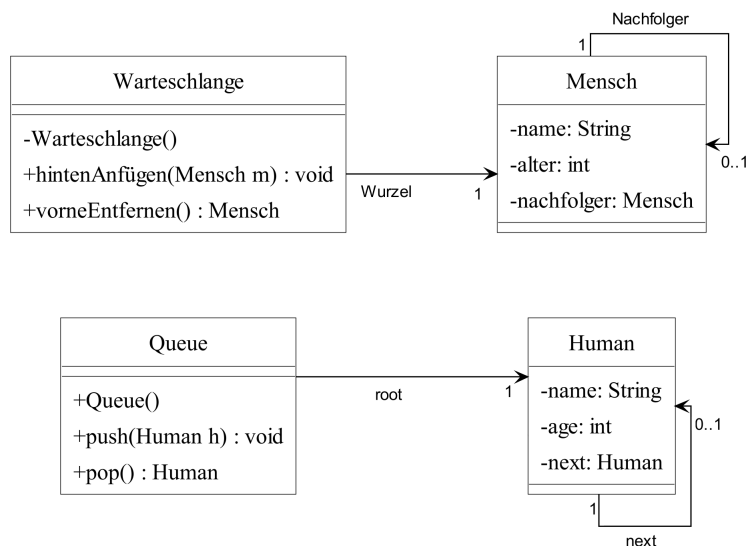 Nachfolger
1
Warteschlange
Mensch
-Warteschlange()
+hintenAnfügen(Mensch m) : void
+vorneEntfernen() : Mensch
-name: String
-alter: int
-nachfolger: Mensch
0..1
Wurzel
1
Queue
Human
+Queue()
+push(Human h) : void
+pop() : Human
root
1
-name: String
-age: int
-next: Human
0..1
1
next